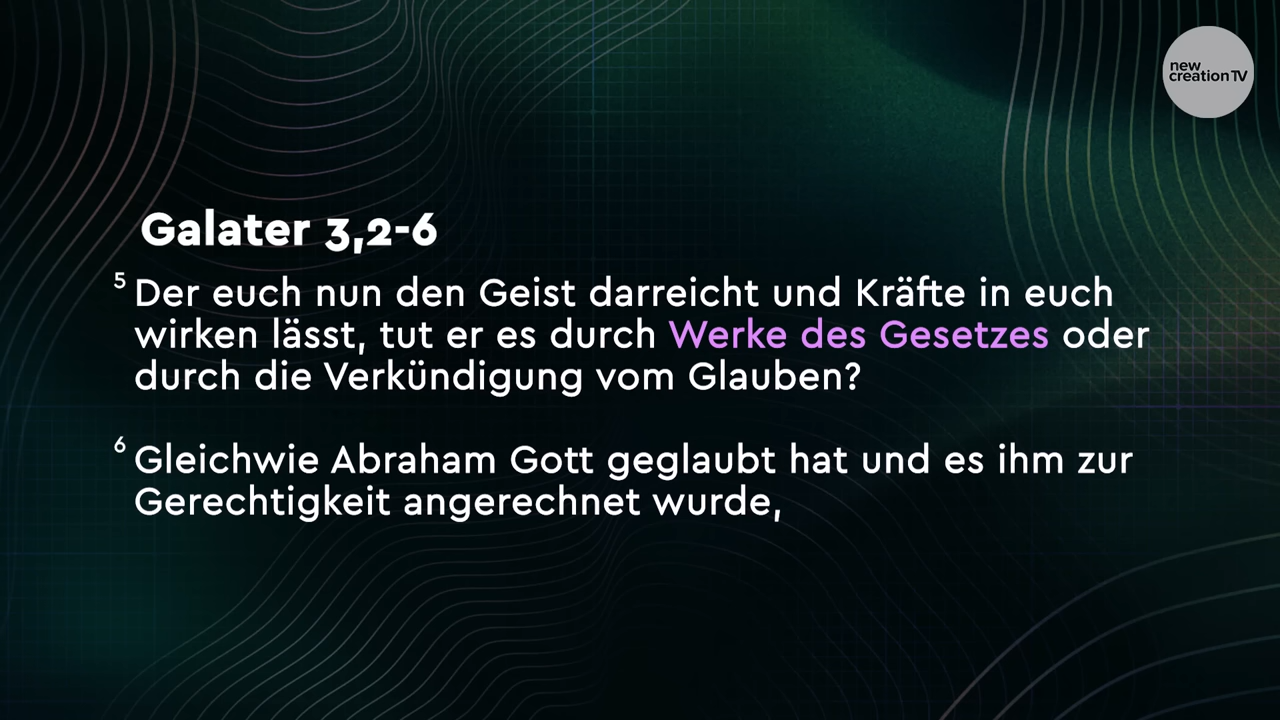 new
creation TV
Galater 3,2-6
5 Der euch nun den Geist darreicht und Kräfte in euch
wirken lässt, tut er es durch Werke des Gesetzes oder
durch die Verkündigung vom Glauben?
6 Gleichwie Abraham Gott geglaubt hat und es ihm zur
Gerechtigkeit angerechnet wurde,